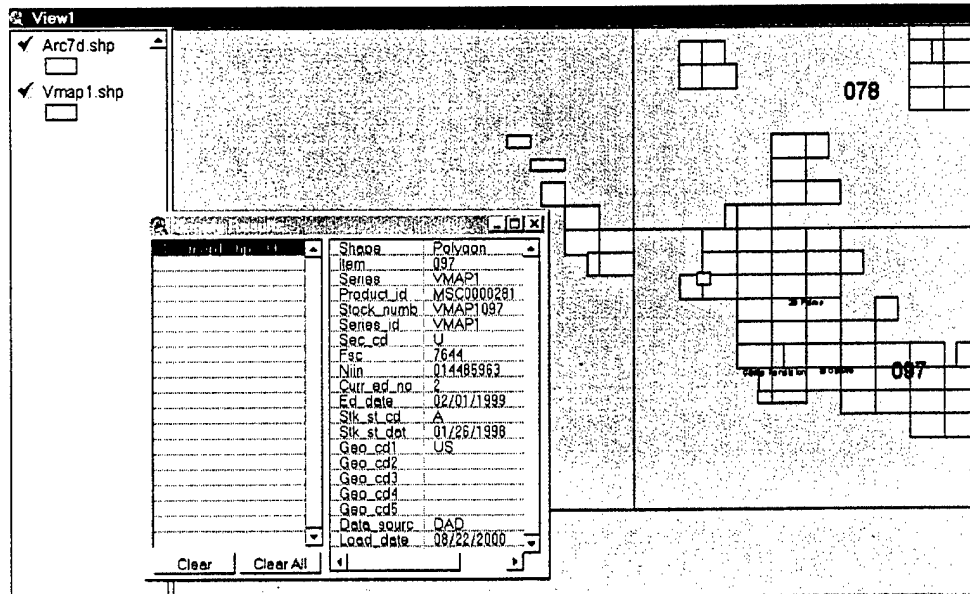 View1
Arc7d.shp
Vmap1.shp
078
097
29 Palms
Shape Polygon
Item 097
Series VMAP1
Product_id MSC0000281
Stock_numb VMAP1097
Series_id VMAP1
Sec_cd U
Fsc 7644
Niin 014485963
Curr_ed_no 2
Ed_date 02/01/1999
Stk_st_cd A
Stk_st_dat 01/26/1998
Geo_cd1 US
Geo_cd2
Geo_cd3
Geo_cd4
Geo_cd5
Data_sourc DAD
Load_date 08/22/2000
Clear
Clear All